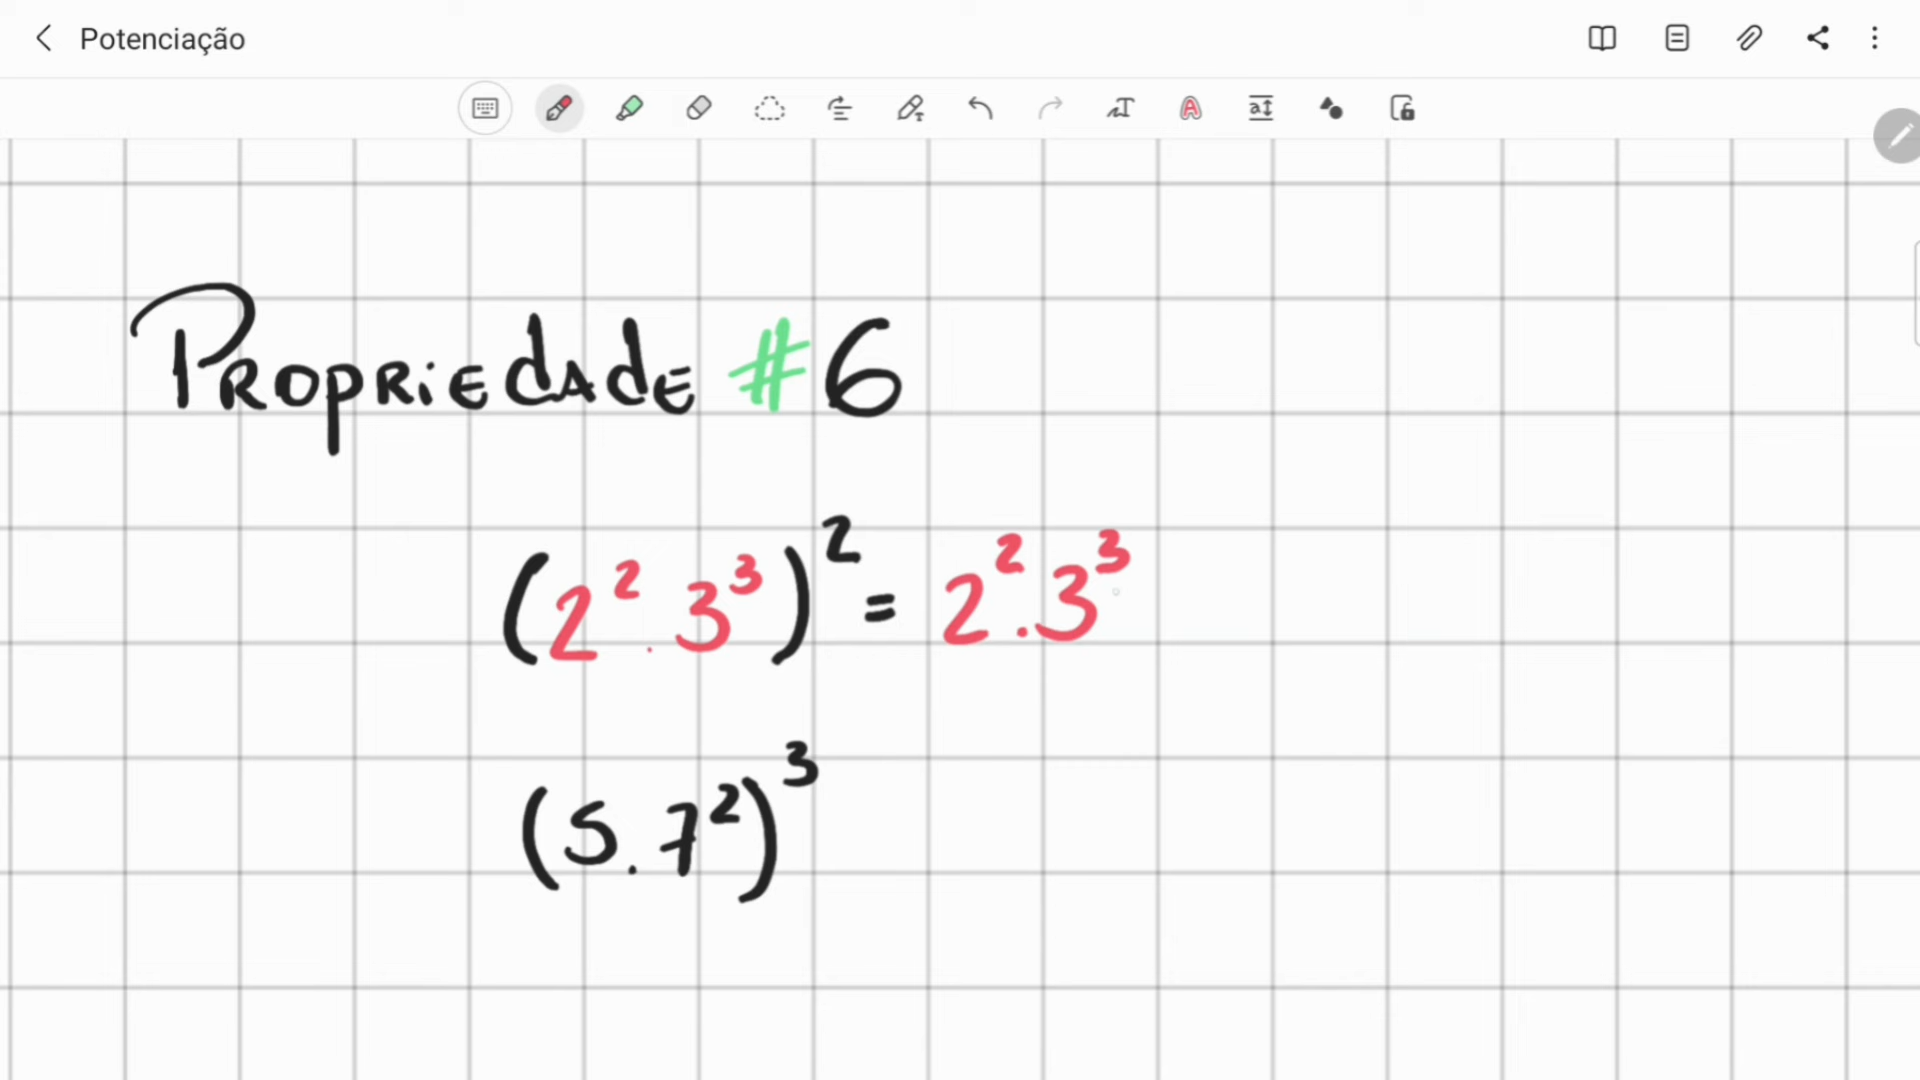 Potenciação
PROPRIEdAdE #6
(2² . 3³)² = 2² . 3³
(5 . 7²)³